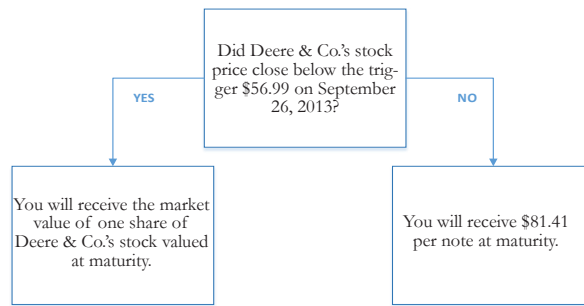 Did Deere & Co.'s stock
price close below the trig-
ger $56.99 on September
26, 2013?
YES
NO
You will receive the market
value of one share of
Deere & Co.'s stock valued
at maturity.
You will receive $81.41
per note at maturity.